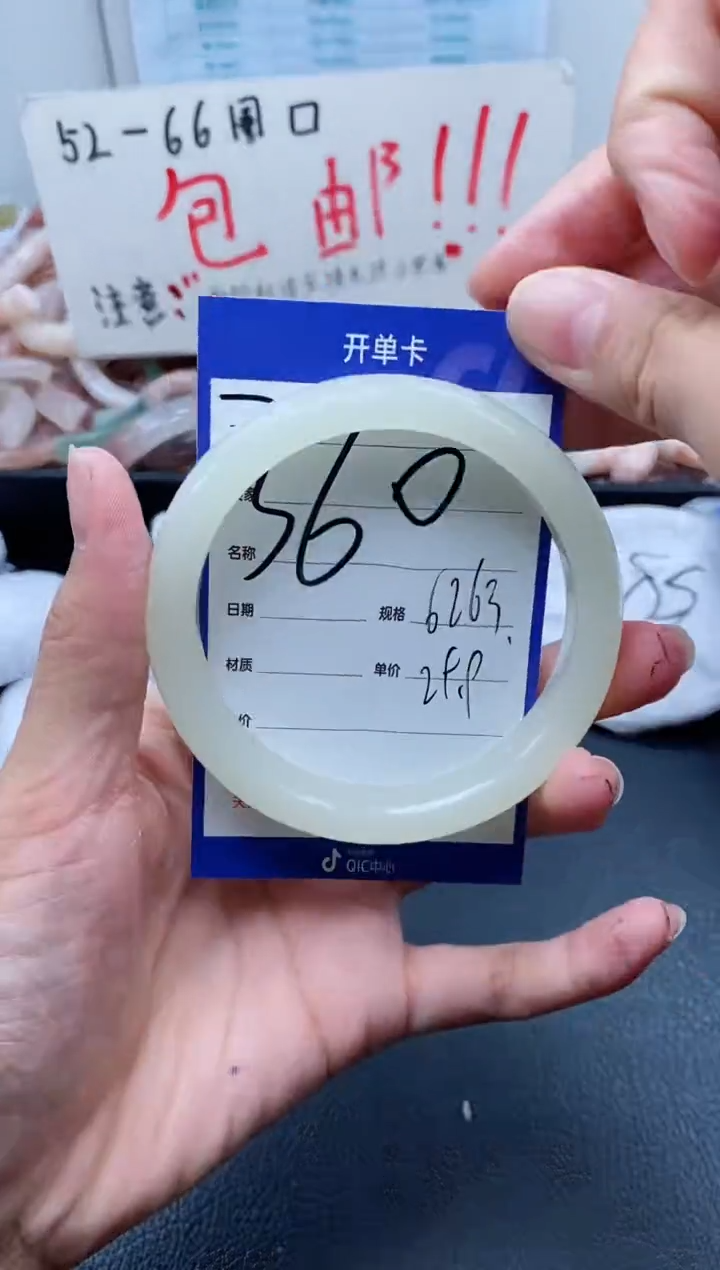 52-66圈口
包邮!!!
注意!!
开单卡
560
名称
日期
规格 6263.
材质
单价
价
QIC中心
55